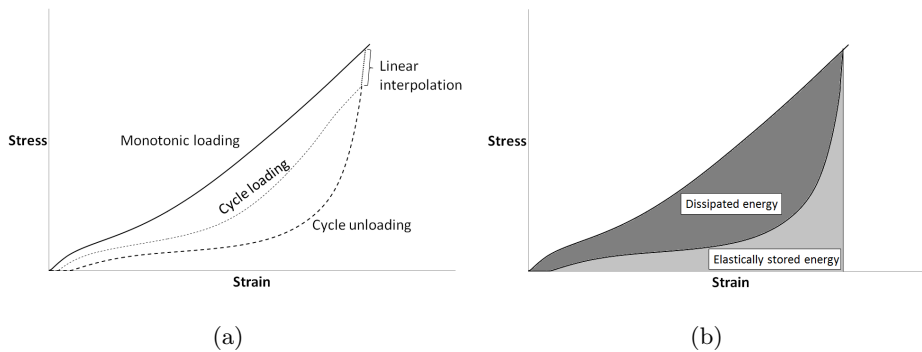 Linear
interpolation
Stress
Monotonic loading
Cycle loading
Cycle unloading
Strain
(a)
Stress
Dissipated energy
Elastically stored energy
Strain
(b)